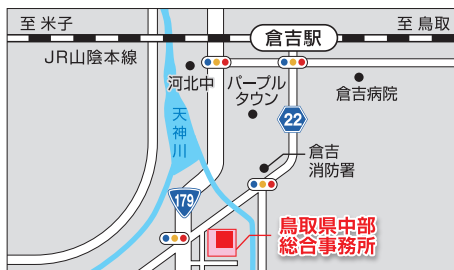 至 米子
至 鳥取
倉吉駅
JR山陰本線
河北中
パープル
タウン
倉吉病院
天神川
22
倉吉
消防署
179
鳥取県中部
総合事務所